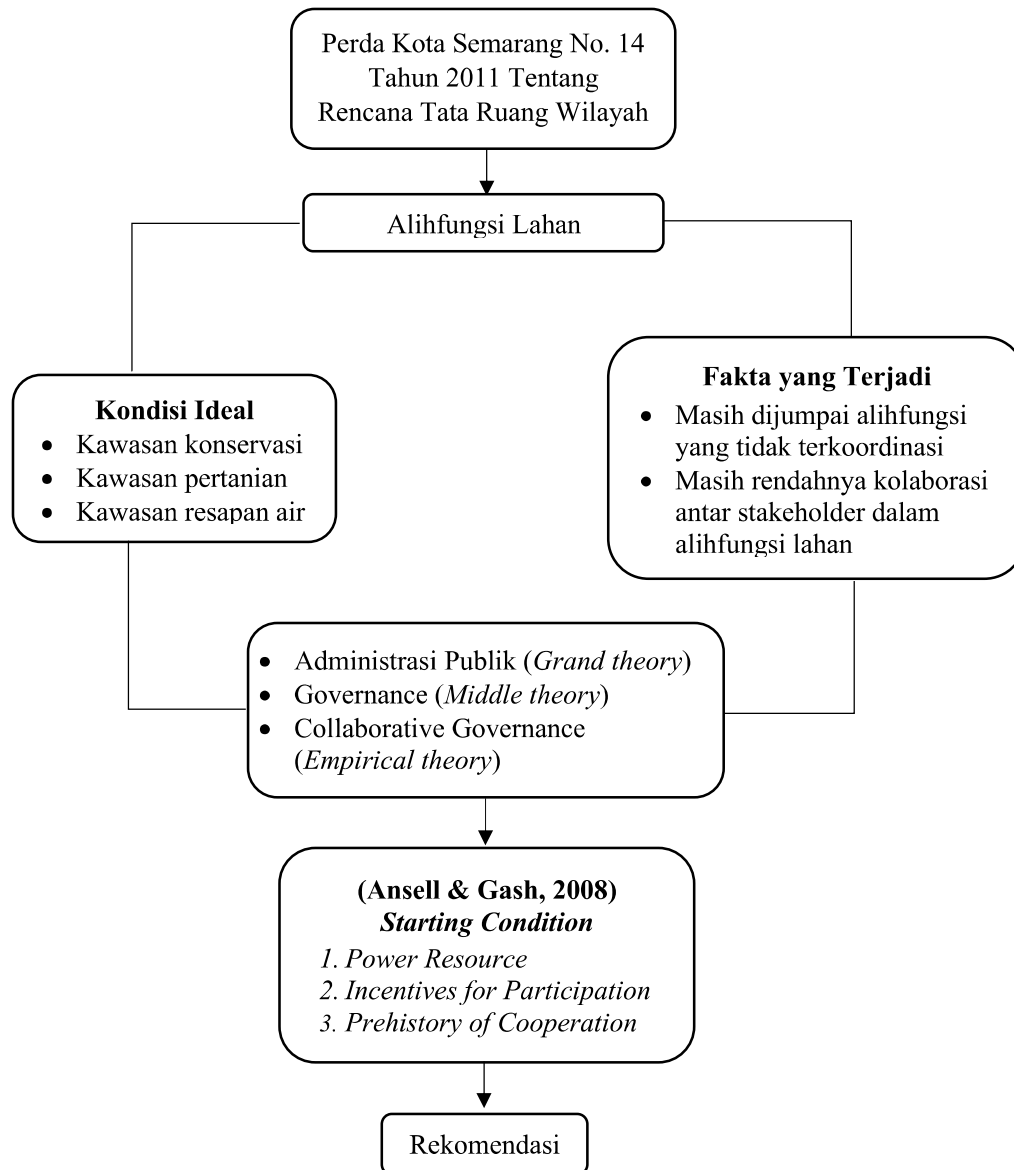 Perda Kota Semarang No. 14
Tahun 2011 Tentang
Rencana Tata Ruang Wilayah
Alihfungsi Lahan
Kondisi Ideal
• Kawasan konservasi
• Kawasan pertanian
• Kawasan resapan air
Fakta yang Terjadi
• Masih dijumpai alihfungsi
yang tidak terkoordinasi
• Masih rendahnya kolaborasi
antar stakeholder dalam
alihfungsi lahan
• Administrasi Publik (Grand theory)
• Governance (Middle theory)
• Collaborative Governance
(Empirical theory)
(Ansell & Gash, 2008)
Starting Condition
1. Power Resource
2. Incentives for Participation
3. Prehistory of Cooperation
Rekomendasi